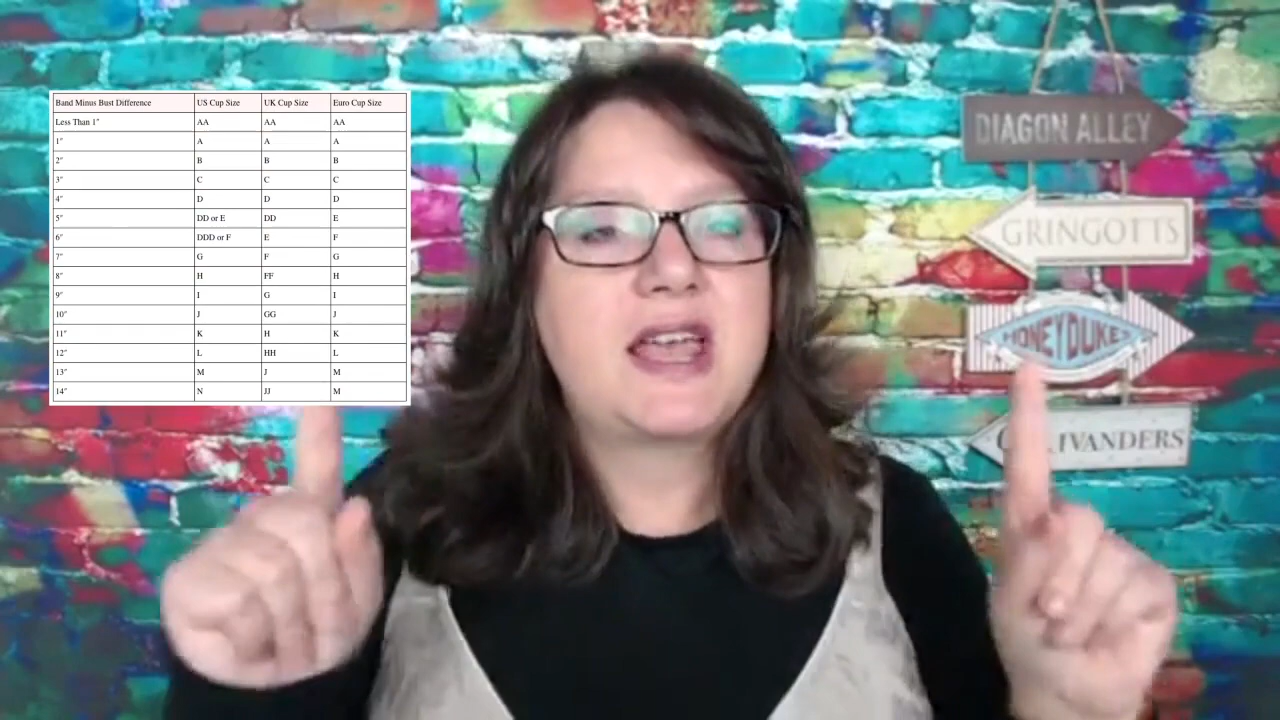 Band Minus Bust Difference US Cup Size UK Cup Size Euro Cup Size
Less Than 1" AA AA AA
1" A A A
2" B B B
3" C C C
4" D D D
5" DD or E DD E
6" DDD or F E F
7" G F G
8" H FF H
9" I G I
10" J GG J
11" K H K
12" L HH L
13" M J M
14" N JJ M
DIAGON ALLEY
GRINGOTTS
HONEYDUKES
IVANDERS